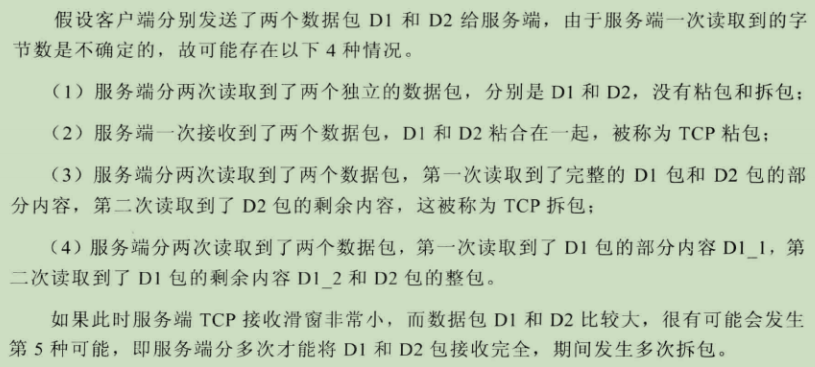 假设客户端分别发送了两个数据包 D1 和 D2 给服务端，由于服务端一次读取到的字
节数是不确定的，故可能存在以下 4 种情况。
（1）服务端分两次读取到了两个独立的数据包，分别是 D1 和 D2，没有粘包和拆包；
（2）服务端一次接收到了两个数据包，D1 和 D2 粘合在一起，被称为 TCP 粘包；
（3）服务端分两次读取到了两个数据包，第一次读取到了完整的 D1 包和 D2 包的部
分内容，第二次读取到了 D2 包的剩余内容，这被称为 TCP 拆包；
（4）服务端分两次读取到了两个数据包，第一次读取到了 D1 包的部分内容 D1_1，第
二次读取到了 D1 包的剩余内容 D1_2 和 D2 包的整包。
如果此时服务端 TCP 接收滑窗非常小，而数据包 D1 和 D2 比较大，很有可能会发生
第 5 种可能，即服务端分多次才能将 D1 和 D2 包接收完全，期间发生多次拆包。